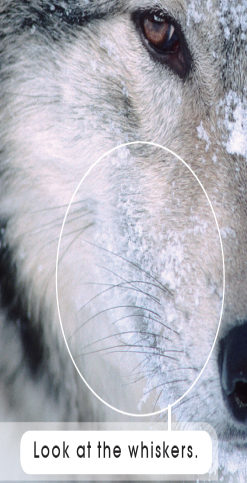 Look at the whiskers.